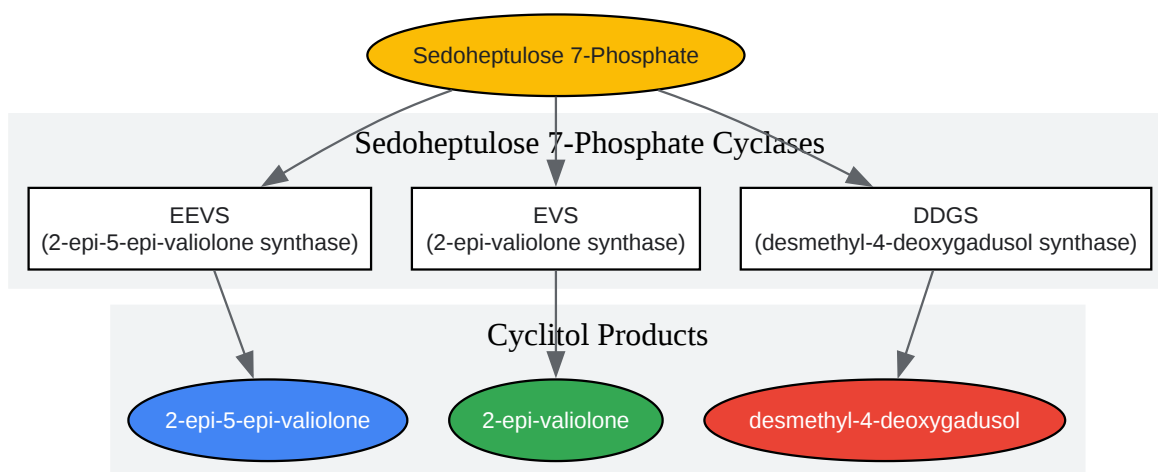 Sedoheptulose 7-Phosphate
Sedoheptulose 7-Phosphate Cyclases
EEVS
(2-epi-5-epi-valiolone synthase)
EVS
(2-epi-valiolone synthase)
DDGS
(desmethyl-4-deoxygadusol synthase)
Cyclitol Products
2-epi-5-epi-valiolone
2-epi-valiolone
desmethyl-4-deoxygadusol